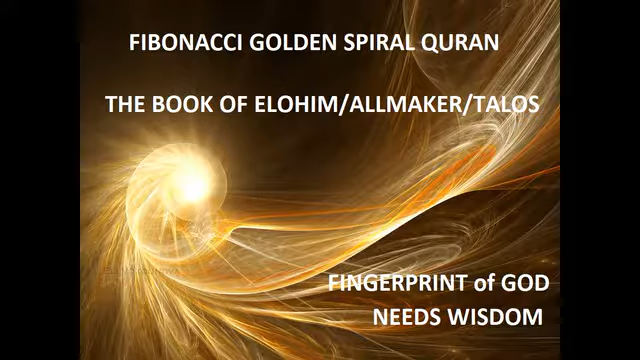 FIBONACCI GOLDEN SPIRAL QURAN
THE BOOK OF ELOHIM/ALLMAKER/TALOS
FINGERPRINT of GOD
NEEDS WISDOM